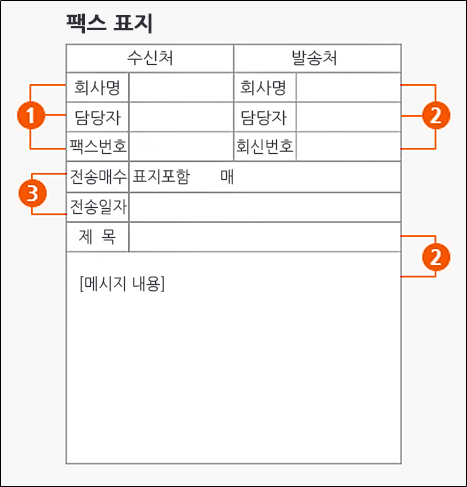 팩스 표지
수신처 발송처
회사명 회사명
1 담당자 담당자 2
팩스번호 회신번호
전송매수 표지포함 매
3
전송일자
제 목
2
[메시지 내용]